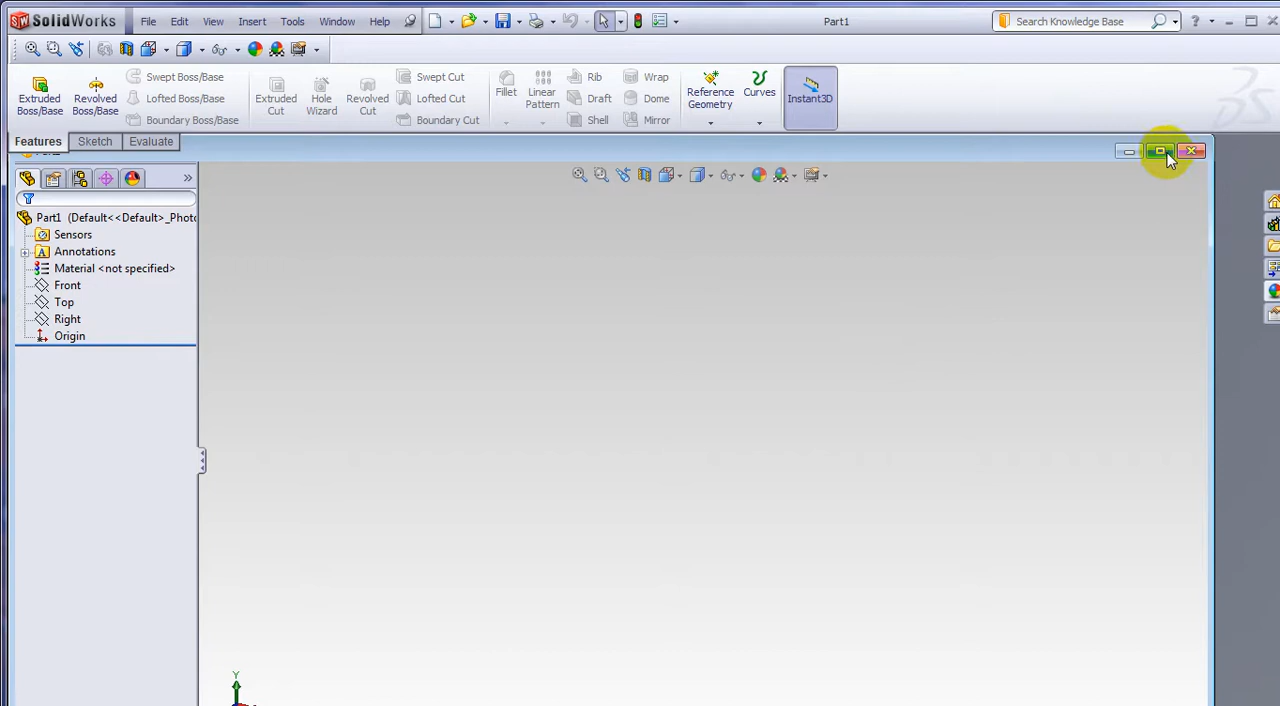 SolidWorks File Edit View Insert Tools Window Help Part1 Search Knowledge Base ?
Extruded Boss/Base
Revolved Boss/Base
Swept Boss/Base
Lofted Boss/Base
Boundary Boss/Base
Extruded Cut
Hole Wizard
Revolved Cut
Swept Cut
Lofted Cut
Boundary Cut
Fillet
Linear Pattern
Rib
Draft
Shell
Wrap
Dome
Mirror
Reference Geometry
Curves
Instant3D
Features Sketch Evaluate
Part1 (Default<<Default>_Photo
Sensors
Annotations
Material <not specified>
Front
Top
Right
Origin
Y